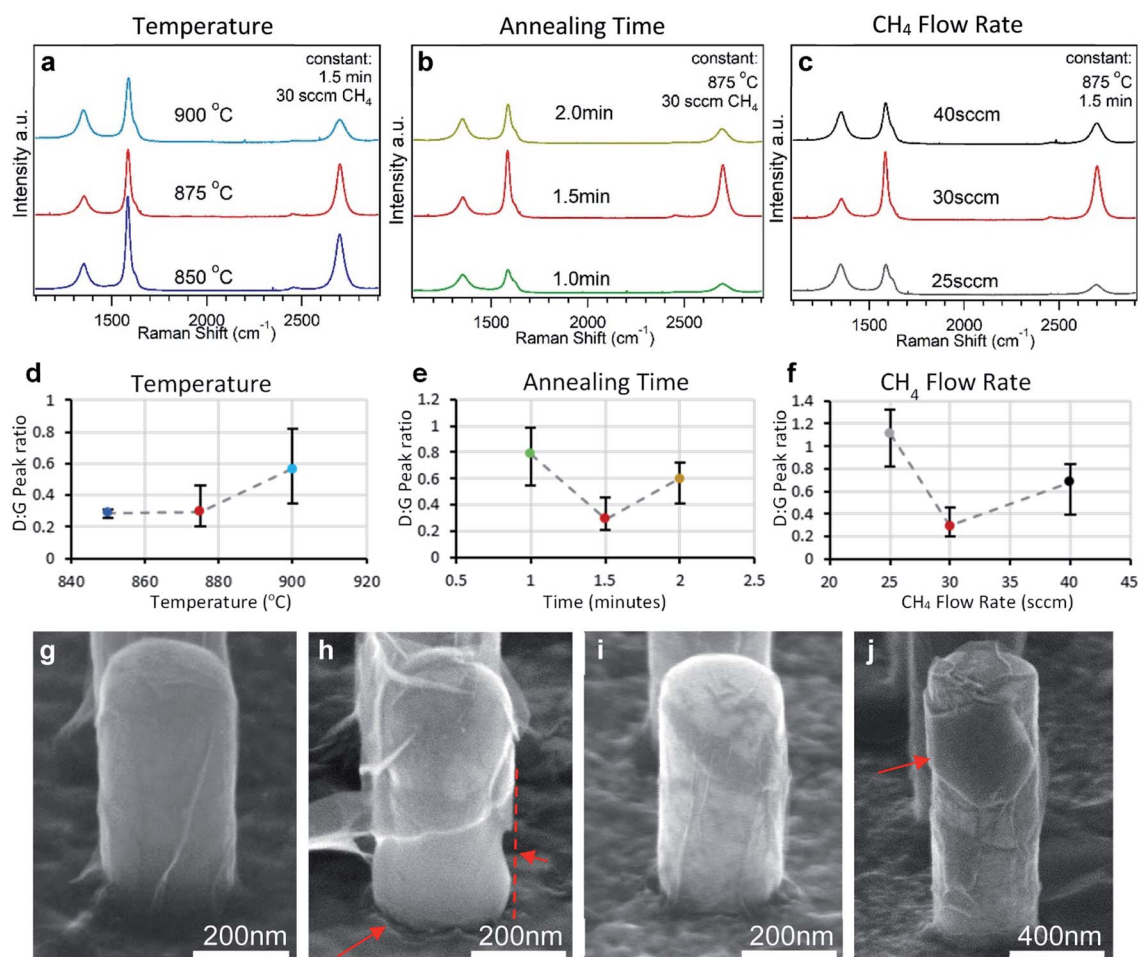 Temperature
Annealing Time
CH₄ Flow Rate
a
constant:
1.5 min
30 sccm CH₄
900 °C
875 °C
850 °C
Intensity a.u.
1500
2000
2500
Raman Shift (cm⁻¹)
b
constant:
875 °C
30 sccm CH₄
2.0min
1.5min
1.0min
Intensity a.u.
1500
2000
2500
Raman Shift (cm⁻¹)
c
constant:
875 °C
1.5 min
40sccm
30sccm
25sccm
Intensity a.u.
1500
2000
2500
Raman Shift (cm⁻¹)
d
Temperature
D:G Peak ratio
1
0.8
0.6
0.4
0.2
0
840
860
880
900
920
Temperature (°C)
e
Annealing Time
D:G Peak ratio
1.2
1
0.8
0.6
0.4
0.2
0
0.5
1
1.5
2
2.5
Time (minutes)
f
CH₄ Flow Rate
D:G Peak ratio
1.4
1.2
1
0.8
0.6
0.4
0.2
0
20
25
30
35
40
45
CH₄ Flow Rate (sccm)
g
200nm
h
200nm
i
200nm
j
400nm